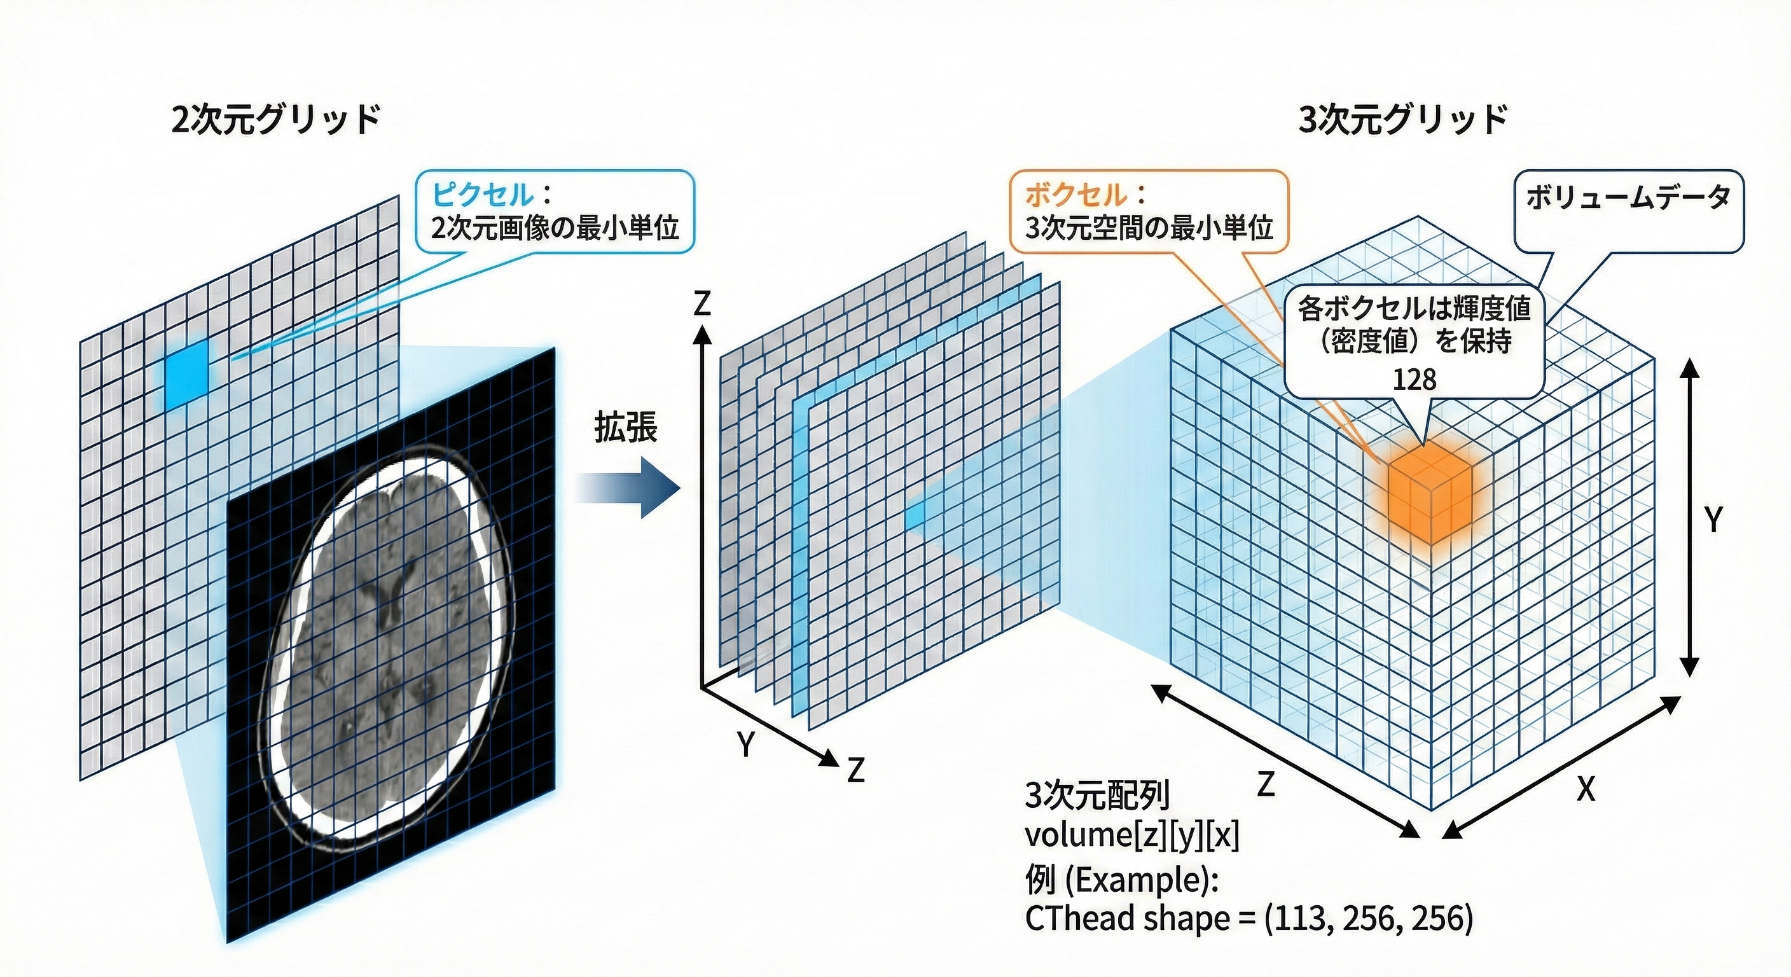 2次元グリッド
ピクセル：
2次元画像の最小単位
拡張
Z
Y
Z
3次元グリッド
ボクセル：
3次元空間の最小単位
ボリュームデータ
各ボクセルは輝度値
（密度値）を保持
128
Y
Z
X
3次元配列
volume[z][y][x]
例 (Example):
CThead shape = (113, 256, 256)